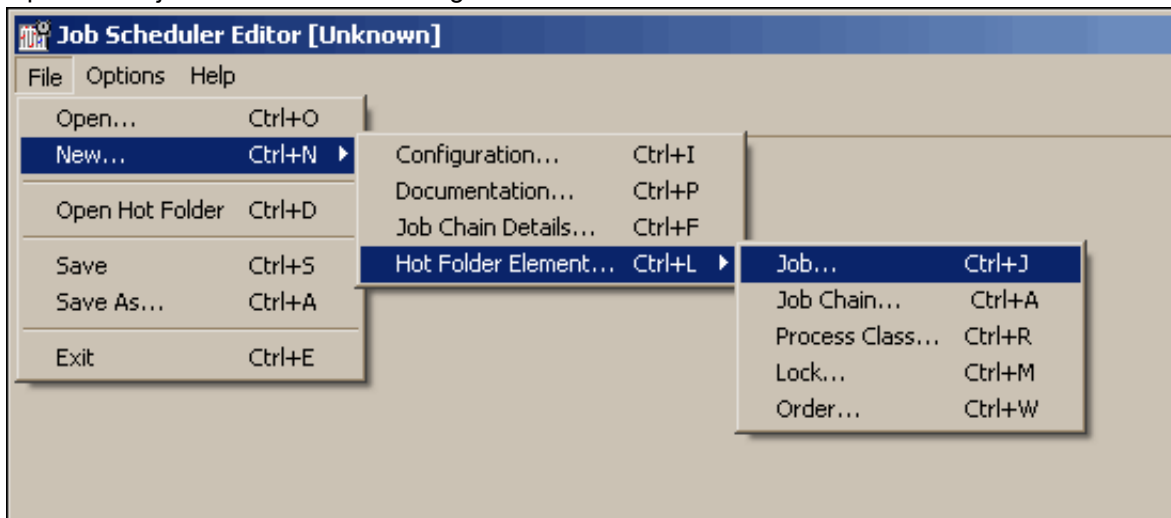 Job Scheduler Editor [Unknown]
File Options Help
Open... Ctrl+O
New... Ctrl+N
Open Hot Folder Ctrl+D
Save Ctrl+S
Save As... Ctrl+A
Exit Ctrl+E
Configuration... Ctrl+I
Documentation... Ctrl+P
Job Chain Details... Ctrl+F
Hot Folder Element... Ctrl+L
Job... Ctrl+J
Job Chain... Ctrl+A
Process Class... Ctrl+R
Lock... Ctrl+M
Order... Ctrl+W